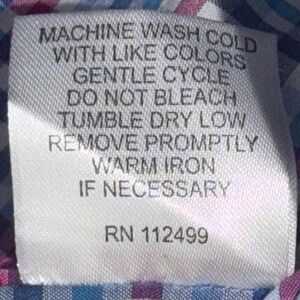 MACHINE WASH COLD
WITH LIKE COLORS
GENTLE CYCLE
DO NOT BLEACH
TUMBLE DRY LOW
REMOVE PROMPTLY
WARM IRON
IF NECESSARY
RN 112499